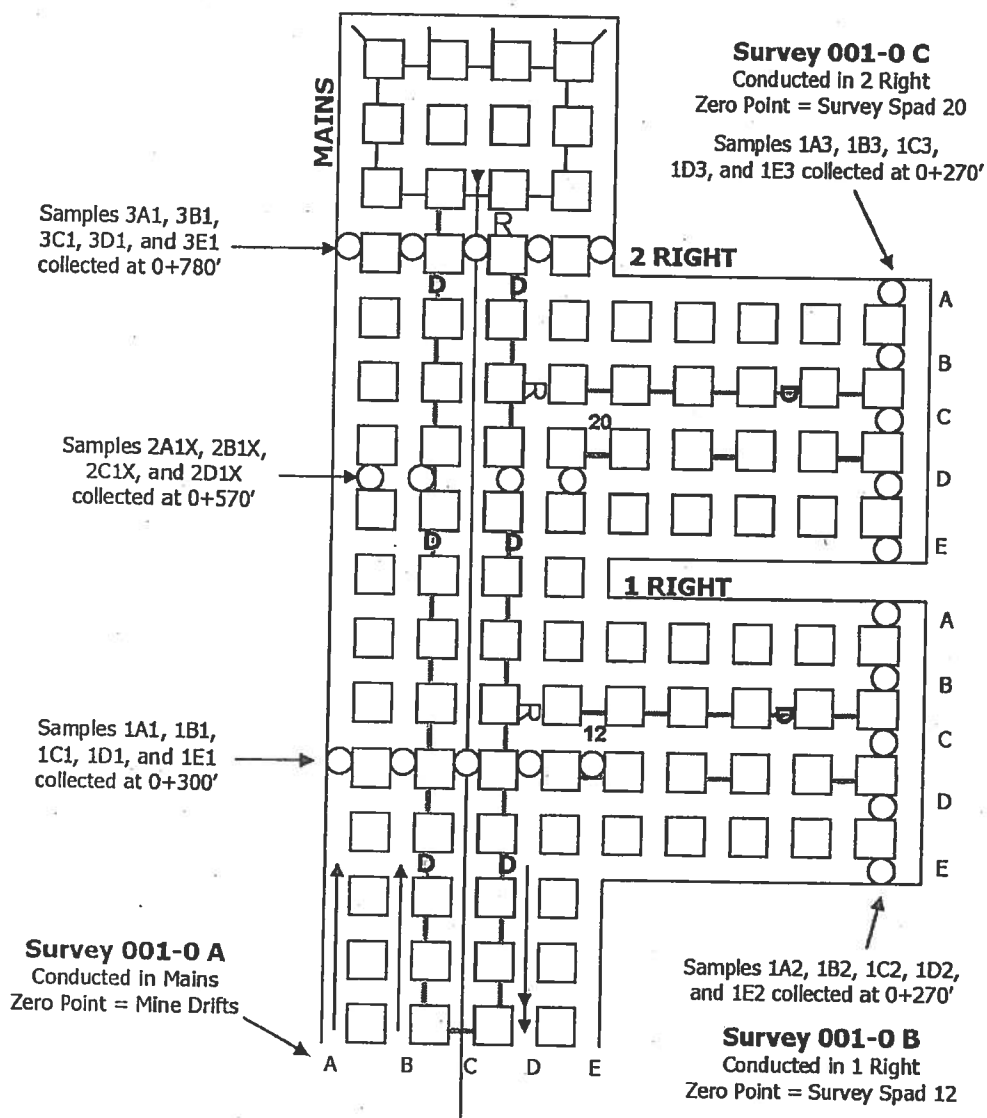 MAINS
Survey 001-0 C
Conducted in 2 Right
Zero Point = Survey Spad 20
Samples 1A3, 1B3, 1C3,
1D3, and 1E3 collected at 0+270'
Samples 3A1, 3B1,
3C1, 3D1, and 3E1
collected at 0+780'
R
2 RIGHT
D
D
A
B
R
D
C
20
Samples 2A1X, 2B1X,
2C1X, and 2D1X
collected at 0+570'
D
D
D
E
1 RIGHT
A
B
R
D
C
12
Samples 1A1, 1B1,
1C1, 1D1, and 1E1
collected at 0+300'
D
D
D
E
Survey 001-0 A
Conducted in Mains
Zero Point = Mine Drifts
A
B
C
D
E
Samples 1A2, 1B2, 1C2, 1D2,
and 1E2 collected at 0+270'
Survey 001-0 B
Conducted in 1 Right
Zero Point = Survey Spad 12